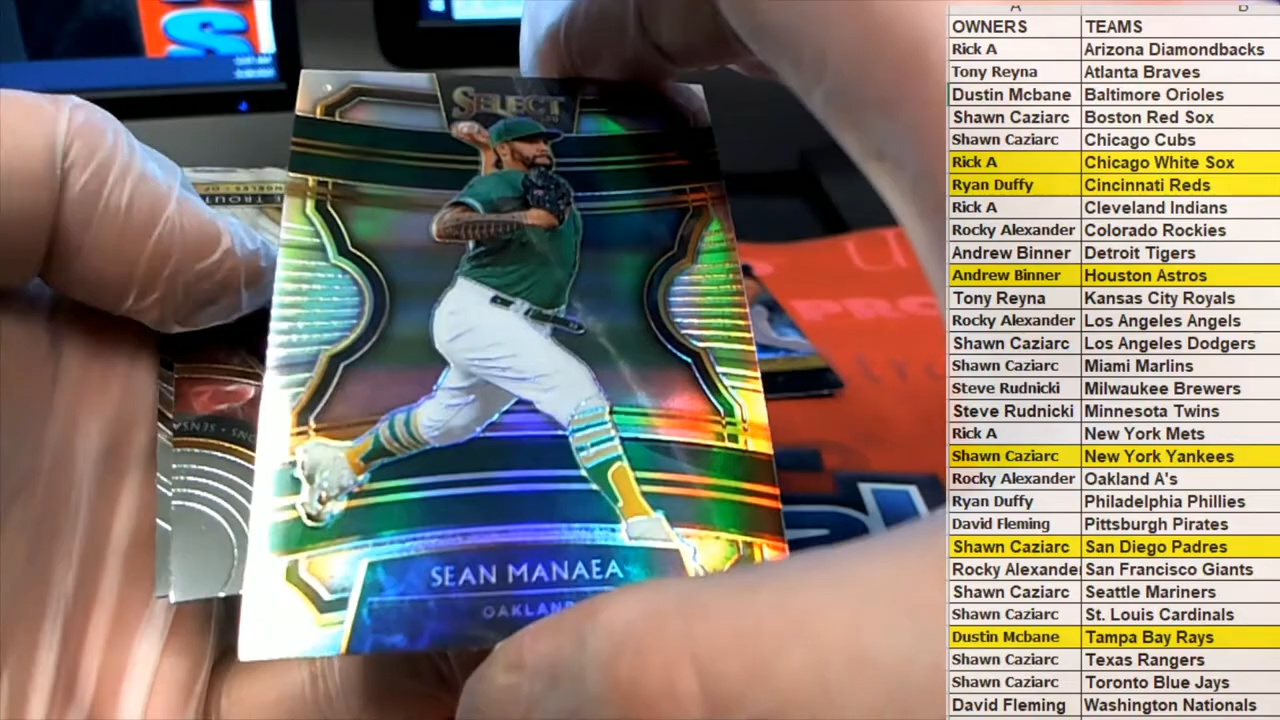 SELECT
SEAN MANAEA
OAKLAND
TROUT
PRO
A B
OWNERS TEAMS
Rick A Arizona Diamondbacks
Tony Reyna Atlanta Braves
Dustin Mcbane Baltimore Orioles
Shawn Caziarc Boston Red Sox
Shawn Caziarc Chicago Cubs
Rick A Chicago White Sox
Ryan Duffy Cincinnati Reds
Rick A Cleveland Indians
Rocky Alexander Colorado Rockies
Andrew Binner Detroit Tigers
Andrew Binner Houston Astros
Tony Reyna Kansas City Royals
Rocky Alexander Los Angeles Angels
Shawn Caziarc Los Angeles Dodgers
Shawn Caziarc Miami Marlins
Steve Rudnicki Milwaukee Brewers
Steve Rudnicki Minnesota Twins
Rick A New York Mets
Shawn Caziarc New York Yankees
Rocky Alexander Oakland A's
Ryan Duffy Philadelphia Phillies
David Fleming Pittsburgh Pirates
Shawn Caziarc San Diego Padres
Rocky Alexander San Francisco Giants
Shawn Caziarc Seattle Mariners
Shawn Caziarc St. Louis Cardinals
Dustin Mcbane Tampa Bay Rays
Shawn Caziarc Texas Rangers
Shawn Caziarc Toronto Blue Jays
David Fleming Washington Nationals